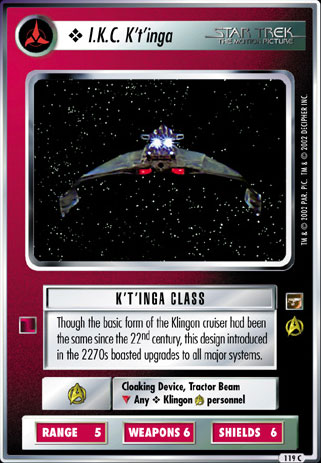 ❖ I.K.C. K't'inga
STAR TREK
THE MOTION PICTURE
TM & © 2002 PAR. PIC. TM & © 2002 DECIPHER INC.
K'T'INGA CLASS
Though the basic form of the Klingon cruiser had been
the same since the 22nd century, this design introduced
in the 2270s boasted upgrades to all major systems.
Cloaking Device, Tractor Beam
Any ❖ Klingon personnel
RANGE 5 WEAPONS 6 SHIELDS 6
119 C